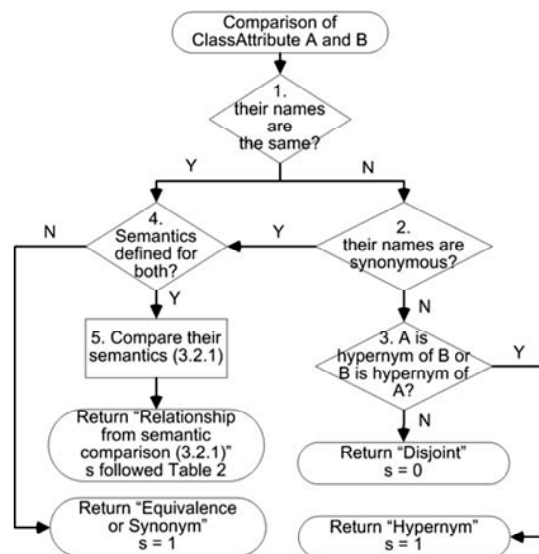 Comparison of
ClassAttribute A and B
1.
their names
are
the same?
Y
N
N
4.
Semantics
defined for
both?
Y
2.
their names are
synonymous?
Y
N
5. Compare their
semantics (3.2.1)
3. A is
hypernym of B or
B is hypernym of
A?
Y
N
Return “Relationship
from semantic
comparison (3.2.1)”
s followed Table 2
Return “Disjoint”
s = 0
Return “Equivalence
or Synonym”
s = 1
Return “Hypernym”
s = 1